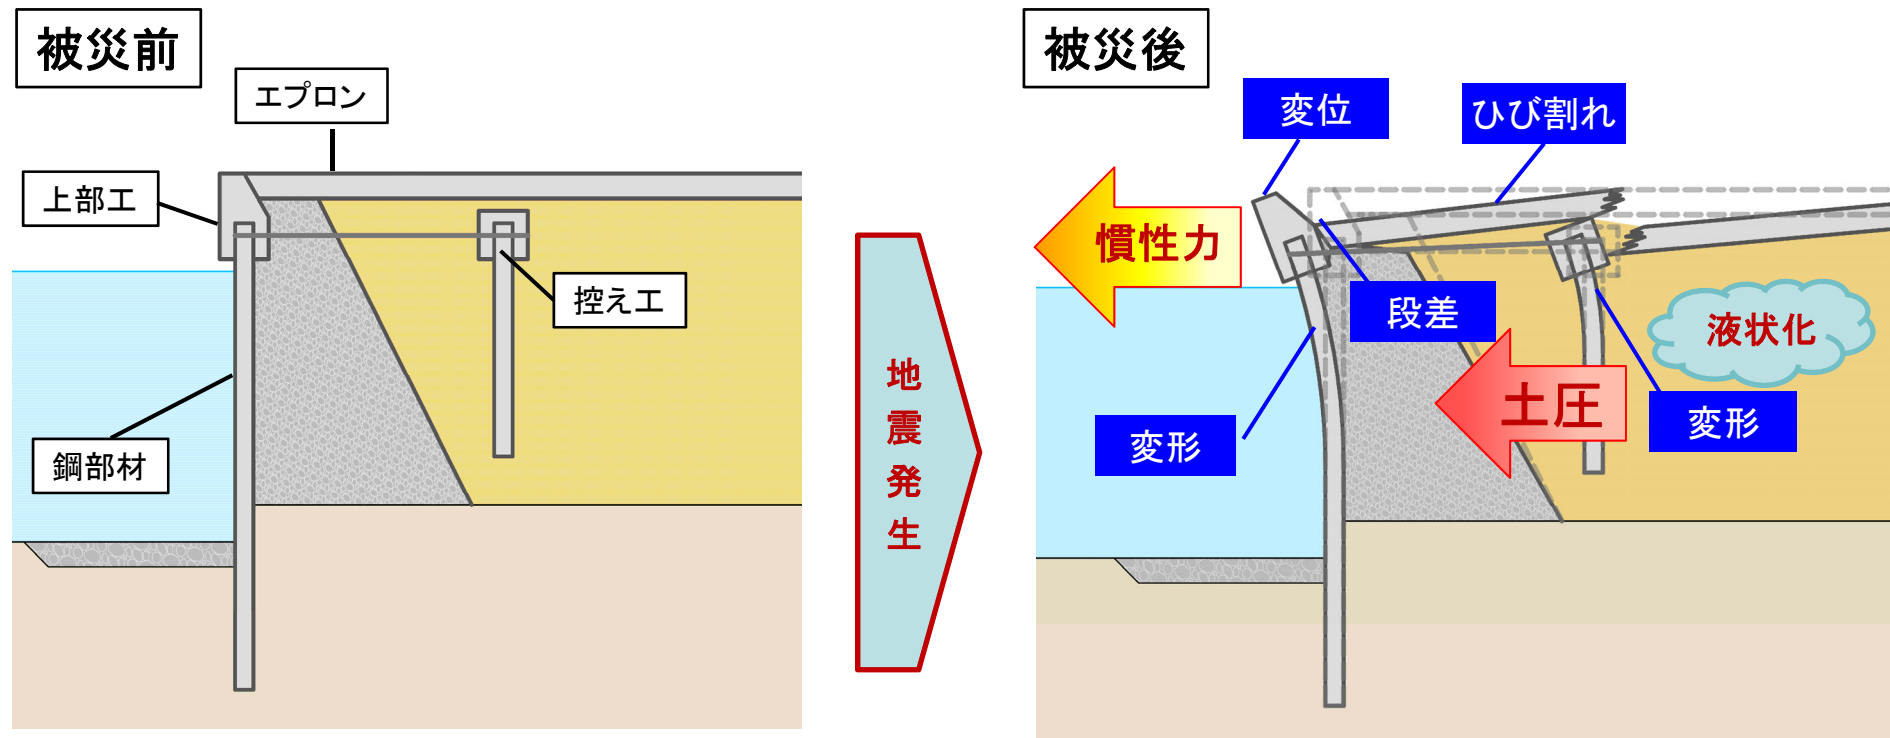 被災前
エプロン
上部工
控え工
鋼部材
地震発生
被災後
変位
ひび割れ
慣性力
段差
液状化
土圧
変形
変形